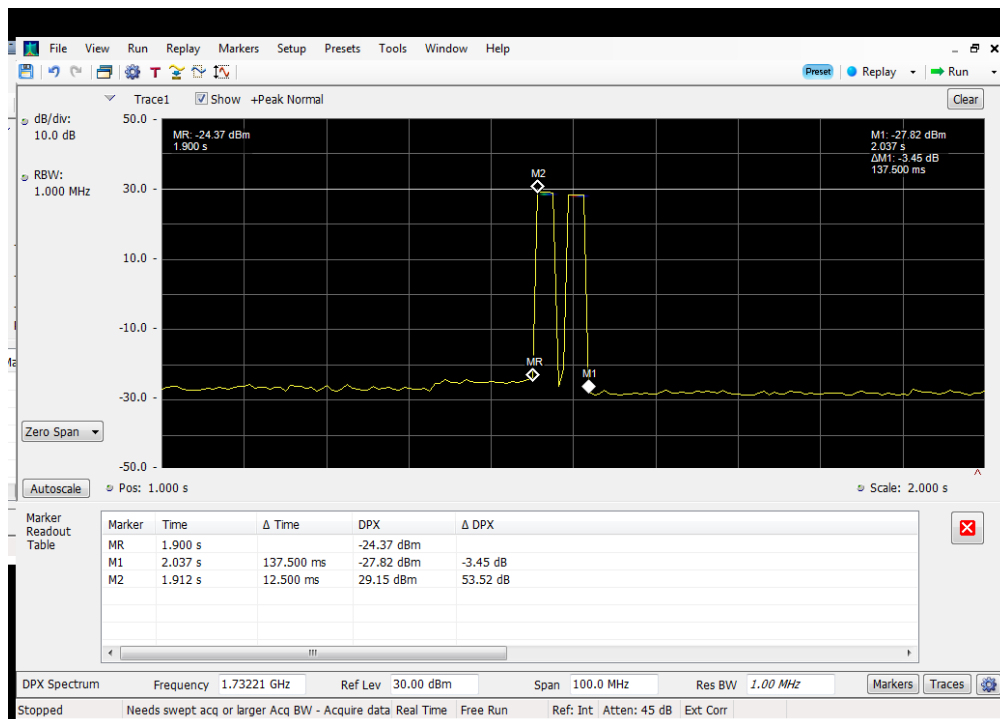 File View Run Replay Markers Setup Presets Tools Window Help
T Preset Replay Run
Trace1 Show +Peak Normal Clear
dB/div:
10.0 dB
RBW:
1.000 MHz
50.0
30.0
10.0
-10.0
-30.0
-50.0
MR: -24.37 dBm
1.900 s
M1: -27.82 dBm
2.037 s
ΔM1: -3.45 dB
137.500 ms
M2
MR
M1
Zero Span
Autoscale Pos: 1.000 s Scale: 2.000 s
Marker
Readout
Table
Marker Time Δ Time DPX Δ DPX
MR 1.900 s -24.37 dBm
M1 2.037 s 137.500 ms -27.82 dBm -3.45 dB
M2 1.912 s 12.500 ms 29.15 dBm 53.52 dB
DPX Spectrum Frequency 1.73221 GHz Ref Lev 30.00 dBm Span 100.0 MHz Res BW 1.00 MHz Markers Traces
Stopped Needs swept acq or larger Acq BW - Acquire data Real Time Free Run Ref: Int Atten: 45 dB Ext Corr